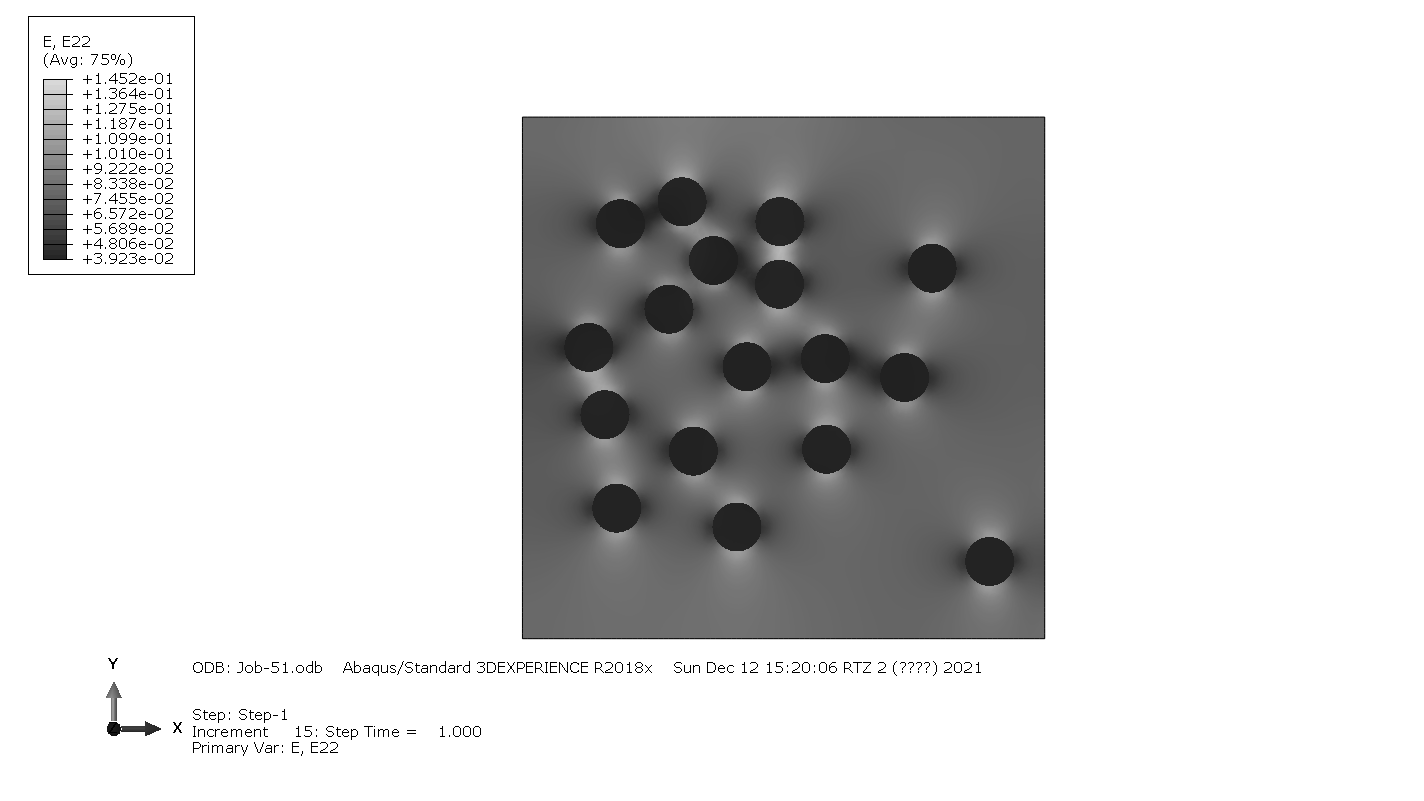 E, E22
(Avg: 75%)
+1.452e-01
+1.364e-01
+1.275e-01
+1.187e-01
+1.099e-01
+1.010e-01
+9.222e-02
+8.338e-02
+7.455e-02
+6.572e-02
+5.689e-02
+4.806e-02
+3.923e-02
Y
X
ODB: Job-51.odb    Abaqus/Standard 3DEXPERIENCE R2018x    Sun Dec 12 15:20:06 RTZ 2 (????) 2021
Step: Step-1
Increment     15: Step Time =    1.000
Primary Var: E, E22